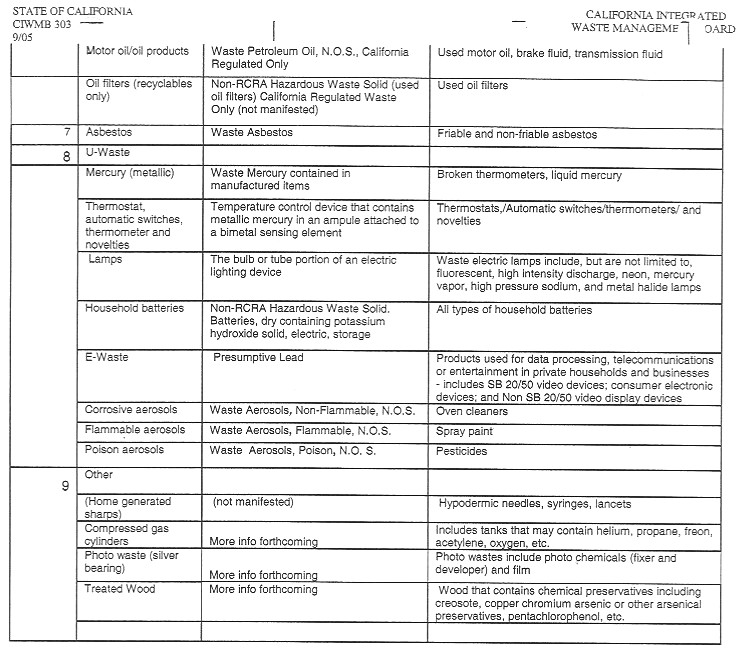 STATE OF CALIFORNIA
CIWMB 303
9/05
CALIFORNIA INTEGRATED
WASTE MANAGEME OARD
Motor oil/oil products
Waste Petroleum Oil, N.O.S., California
Regulated Only
Used motor oil, brake fluid, transmission fluid
Oil filters (recyclables
only)
Non-RCRA Hazardous Waste Solid (used
oil filters) California Regulated Waste
Only (not manifested)
Used oil filters
7
Asbestos
Waste Asbestos
Friable and non-friable asbestos
8
U-Waste
Mercury (metallic)
Waste Mercury contained in
manufactured items
Broken thermometers, liquid mercury
Thermostat,
automatic switches,
thermometer and
novelties
Temperature control device that contains
metallic mercury in an ampule attached to
a bimetal sensing element
Thermostats,/Automatic switches/thermometers/ and
novelties
Lamps
The bulb or tube portion of an electric
lighting device
Waste electric lamps include, but are not limited to,
fluorescent, high intensity discharge, neon, mercury
vapor, high pressure sodium, and metal halide lamps
Household batteries
Non-RCRA Hazardous Waste Solid.
Batteries, dry containing potassium
hydroxide solid, electric, storage
All types of household batteries
E-Waste
Presumptive Lead
Products used for data processing, telecommunications
or entertainment in private households and businesses
- includes SB 20/50 video devices; consumer electronic
devices; and Non SB 20/50 video display devices
Corrosive aerosols
Waste Aerosols, Non-Flammable, N.O.S.
Oven cleaners
Flammable aerosols
Waste Aerosols, Flammable, N.O.S.
Spray paint
Poison aerosols
Waste Aerosols, Poison, N.O. S.
Pesticides
9
Other
(Home generated
sharps)
(not manifested)
Hypodermic needles, syringes, lancets
Compressed gas
cylinders
More info forthcoming
Includes tanks that may contain helium, propane, freon,
acetylene, oxygen, etc.
Photo waste (silver
bearing)
More info forthcoming
Photo wastes include photo chemicals (fixer and
developer) and film
Treated Wood
More info forthcoming
Wood that contains chemical preservatives including
creosote, copper chromium arsenic or other arsenical
preservatives, pentachlorophenol, etc.